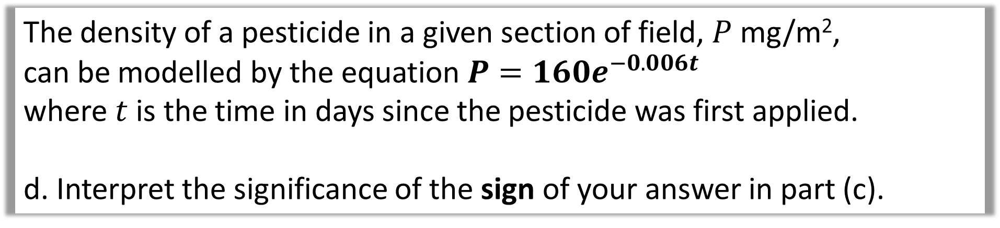 The density of a pesticide in a given section of field, P mg/m²,
can be modelled by the equation P = 160e^{-0.006t}
where t is the time in days since the pesticide was first applied.
d. Interpret the significance of the sign of your answer in part (c).